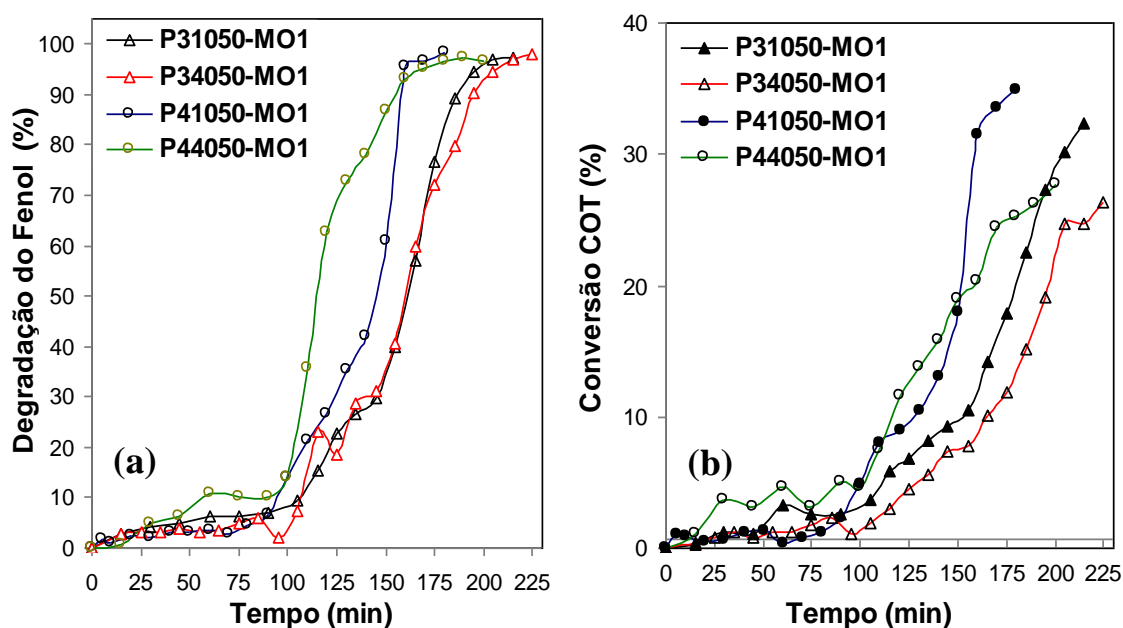 P31050-MO1
P34050-MO1
P41050-MO1
P44050-MO1
100
90
80
70
60
50
40
30
20
10
0
Degradação do Fenol (%)
(a)
0 25 50 75 100 125 150 175 200 225
Tempo (min)
P31050-MO1
P34050-MO1
P41050-MO1
P44050-MO1
40
30
20
10
0
Conversão COT (%)
(b)
0 25 50 75 100 125 150 175 200 225
Tempo (min)